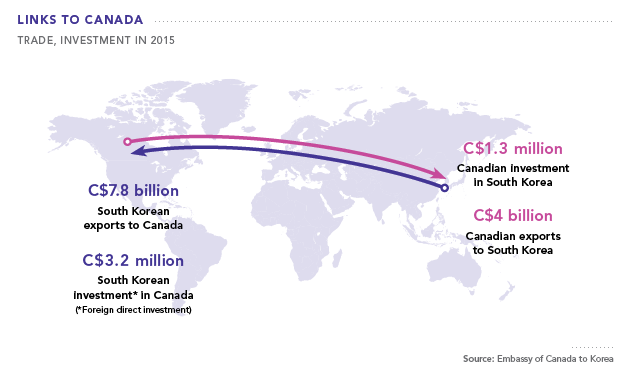 LINKS TO CANADA
TRADE, INVESTMENT IN 2015
C$1.3 million
Canadian investment
in South Korea
C$7.8 billion
South Korean
exports to Canada
C$4 billion
Canadian exports
to South Korea
C$3.2 million
South Korean
investment* in Canada
(*Foreign direct investment)
Source: Embassy of Canada to Korea